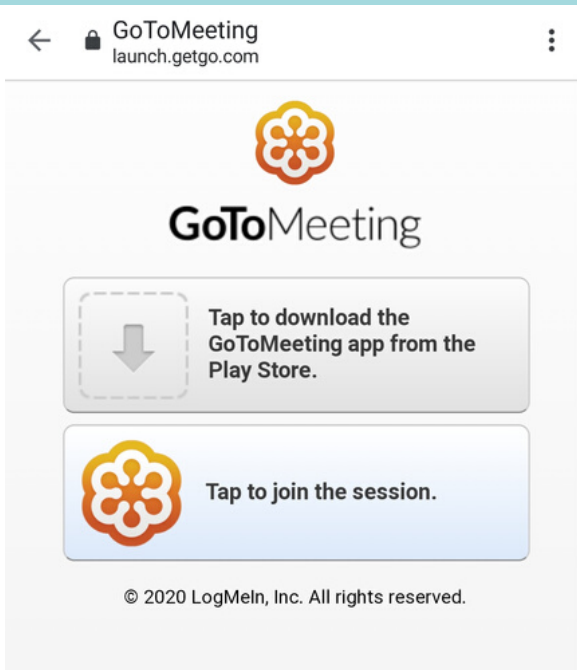 GoToMeeting
launch.getgo.com
GoToMeeting
Tap to download the
GoToMeeting app from the
Play Store.
Tap to join the session.
© 2020 LogMeIn, Inc. All rights reserved.